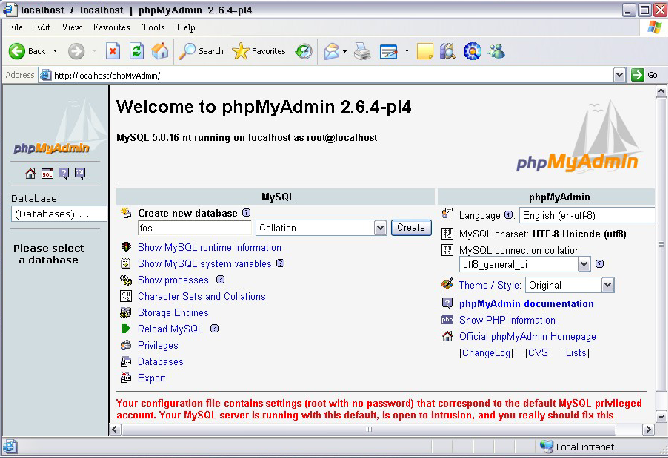 localhost / localhost | phpMyAdmin 2.6.4-pl4
File Edit View Favorites Tools Help
Back Search Favorites
Address http://localhost/phpMyAdmin/ Go
phpMyAdmin
Database
(Databases) ...
Please select
a database
Welcome to phpMyAdmin 2.6.4-pl4
MySQL 5.0.16-nt running on localhost as root@localhost
phpMyAdmin
MySQL
Create new database
Collation Create
Show MySQL runtime information
Show MySQL system variables
Show processes
Character Sets and Collations
Storage Engines
Reload MySQL
Privileges
Databases
Export
phpMyAdmin
Language: English (en-utf-8)
MySQL charset: UTF-8 Unicode (utf8)
MySQL connection collation
utf8_general_ci
Theme / Style: Original
phpMyAdmin documentation
Show PHP information
Official phpMyAdmin Homepage
[ChangeLog] [CVS] [Lists]
Your configuration file contains settings (root with no password) that correspond to the default MySQL privileged
account. Your MySQL server is running with this default, is open to intrusion, and you really should fix this
Local intranet